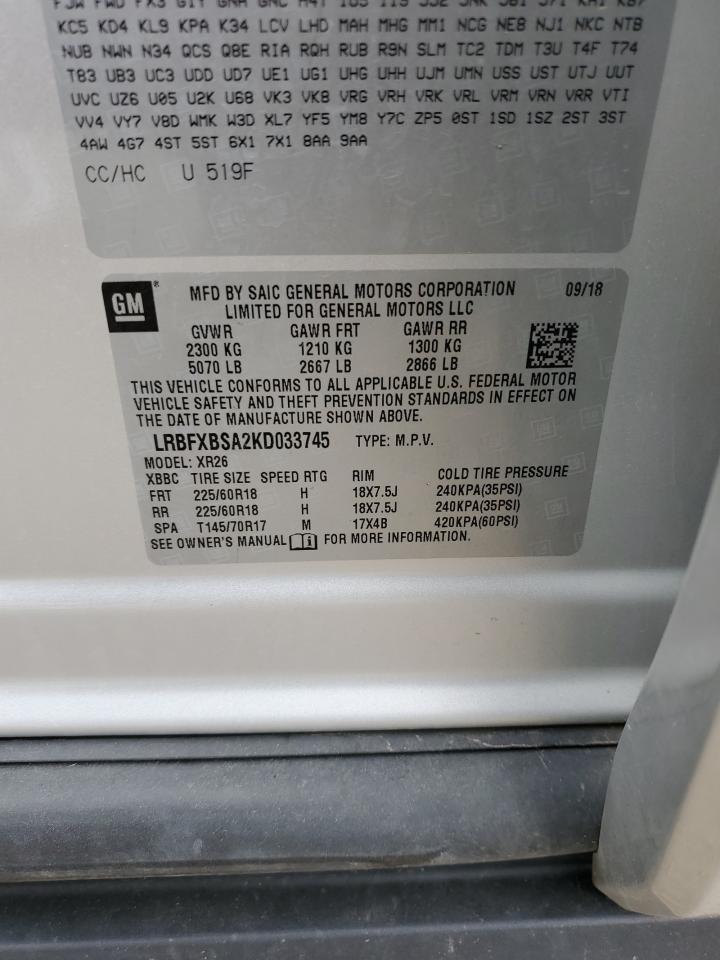 KC5 KD4 KL9 KPA K34 LCV LHD MAH MHG MM1 NCG NE8 NJ1 NKC NTB
NUB NWN N34 QCS Q8E RIA RQH RUB R9N SLM TC2 TDM T3U T4F T74
T83 UB3 UC3 UDD UD7 UE1 UG1 UHG UHH UJM UMN USS UST UTJ UUT
UVC UZ6 U05 U2K U68 VK3 VK8 VRG VRH VRK VRL VRM VRN VRR VTI
VV4 VY7 V8D WMK W3D XL7 YF5 YM8 Y7C ZP5 0ST 1SD 1SZ 2ST 3ST
4AW 4G7 4ST 5ST 6X1 7X1 8AA 9AA
CC/HC U 519F
GM® MFD BY SAIC GENERAL MOTORS CORPORATION 09/18
LIMITED FOR GENERAL MOTORS LLC
GVWR GAWR FRT GAWR RR
2300 KG 1210 KG 1300 KG
5070 LB 2667 LB 2866 LB
THIS VEHICLE CONFORMS TO ALL APPLICABLE U.S. FEDERAL MOTOR
VEHICLE SAFETY AND THEFT PREVENTION STANDARDS IN EFFECT ON
THE DATE OF MANUFACTURE SHOWN ABOVE.
LRBFXBSA2KD033745 TYPE: M.P.V.
MODEL: XR26
XBBC TIRE SIZE SPEED RTG RIM COLD TIRE PRESSURE
FRT 225/60R18 H 18X7.5J 240KPA(35PSI)
RR 225/60R18 H 18X7.5J 240KPA(35PSI)
SPA T145/70R17 M 17X4B 420KPA(60PSI)
SEE OWNER'S MANUAL FOR MORE INFORMATION.